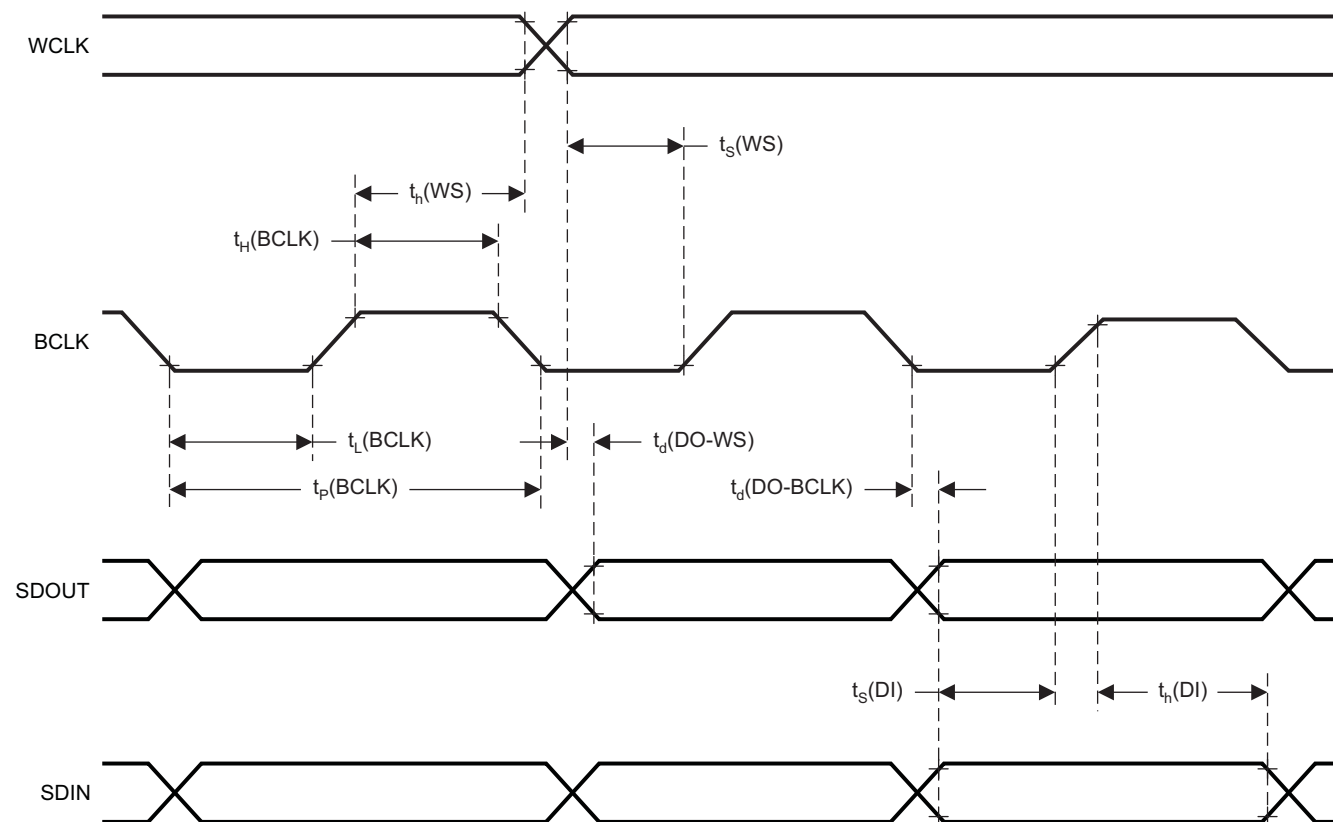 WCLK
tS(WS)
th(WS)
tH(BCLK)
BCLK
tL(BCLK)
td(DO-WS)
tP(BCLK)
td(DO-BCLK)
SDOUT
tS(DI)
th(DI)
SDIN